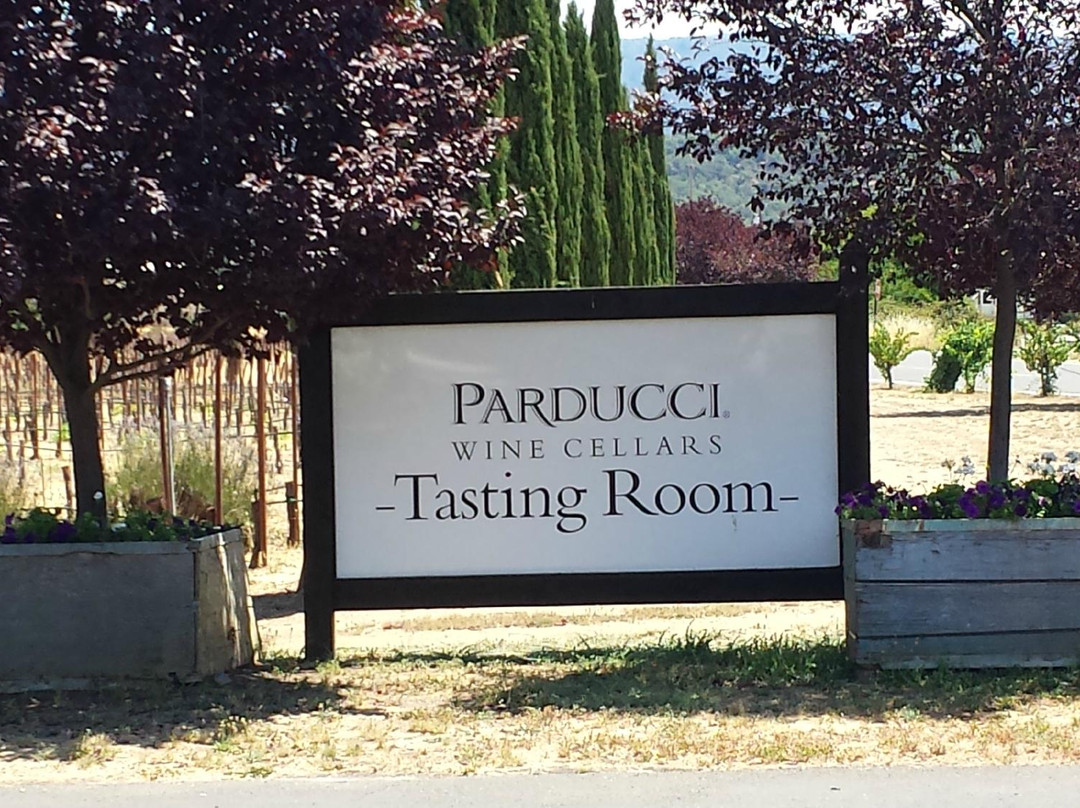 PARDUCCI®
WINE CELLARS
-Tasting Room-